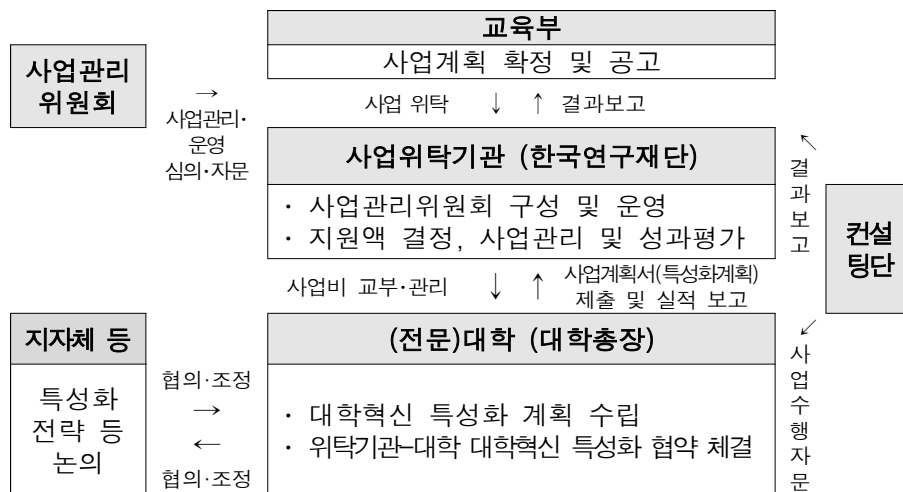 교육부
사업계획 확정 및 공고
사업관리
위원회
→
사업관리·
운영
심의·자문
사업 위탁 ↓ ↑ 결과보고
사업위탁기관 (한국연구재단)
· 사업관리위원회 구성 및 운영
· 지원액 결정, 사업관리 및 성과평가
↖
결
과
보
고
컨설
팅단
사업비 교부·관리 ↓ ↑ 사업계획서(특성화계획)
제출 및 실적 보고
지자체 등
특성화
전략 등
논의
협의·조정
→
←
협의·조정
(전문)대학 (대학총장)
· 대학혁신 특성화 계획 수립
· 위탁기관-대학 대학혁신 특성화 협약 체결
↙
사
업
수
행
자
문